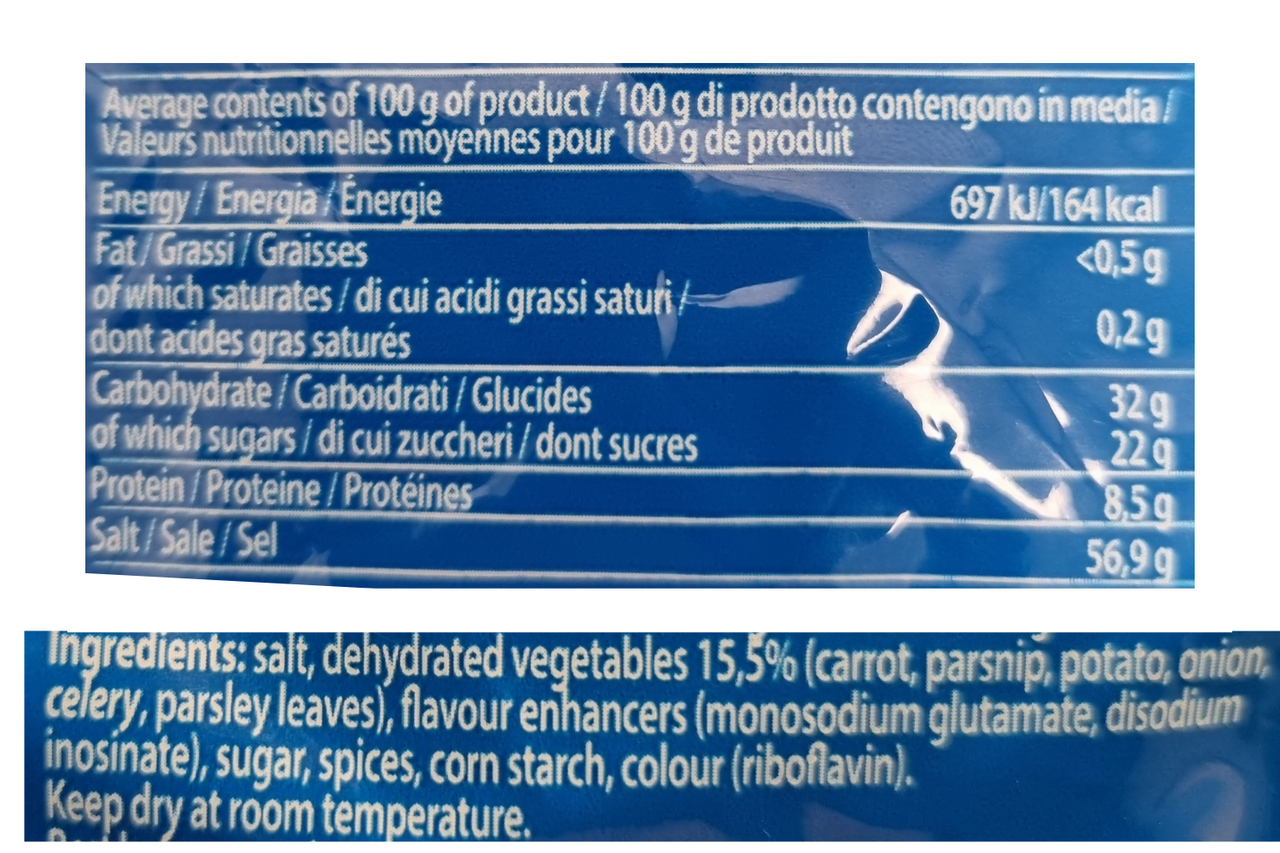 Average contents of 100 g of product / 100 g di prodotto contengono in media /
Valeurs nutritionnelles moyennes pour 100 g de produit
Energy / Energia / Énergie 697 kJ/164 kcal
Fat / Grassi / Graisses <0,5 g
of which saturates / di cui acidi grassi saturi /
dont acides gras saturés 0,2 g
Carbohydrate / Carboidrati / Glucides 32 g
of which sugars / di cui zuccheri / dont sucres 22 g
Protein / Proteine / Protéines 8,5 g
Salt / Sale / Sel 56,9 g
Ingredients: salt, dehydrated vegetables 15,5% (carrot, parsnip, potato, onion,
celery, parsley leaves), flavour enhancers (monosodium glutamate, disodium
inosinate), sugar, spices, corn starch, colour (riboflavin).
Keep dry at room temperature.